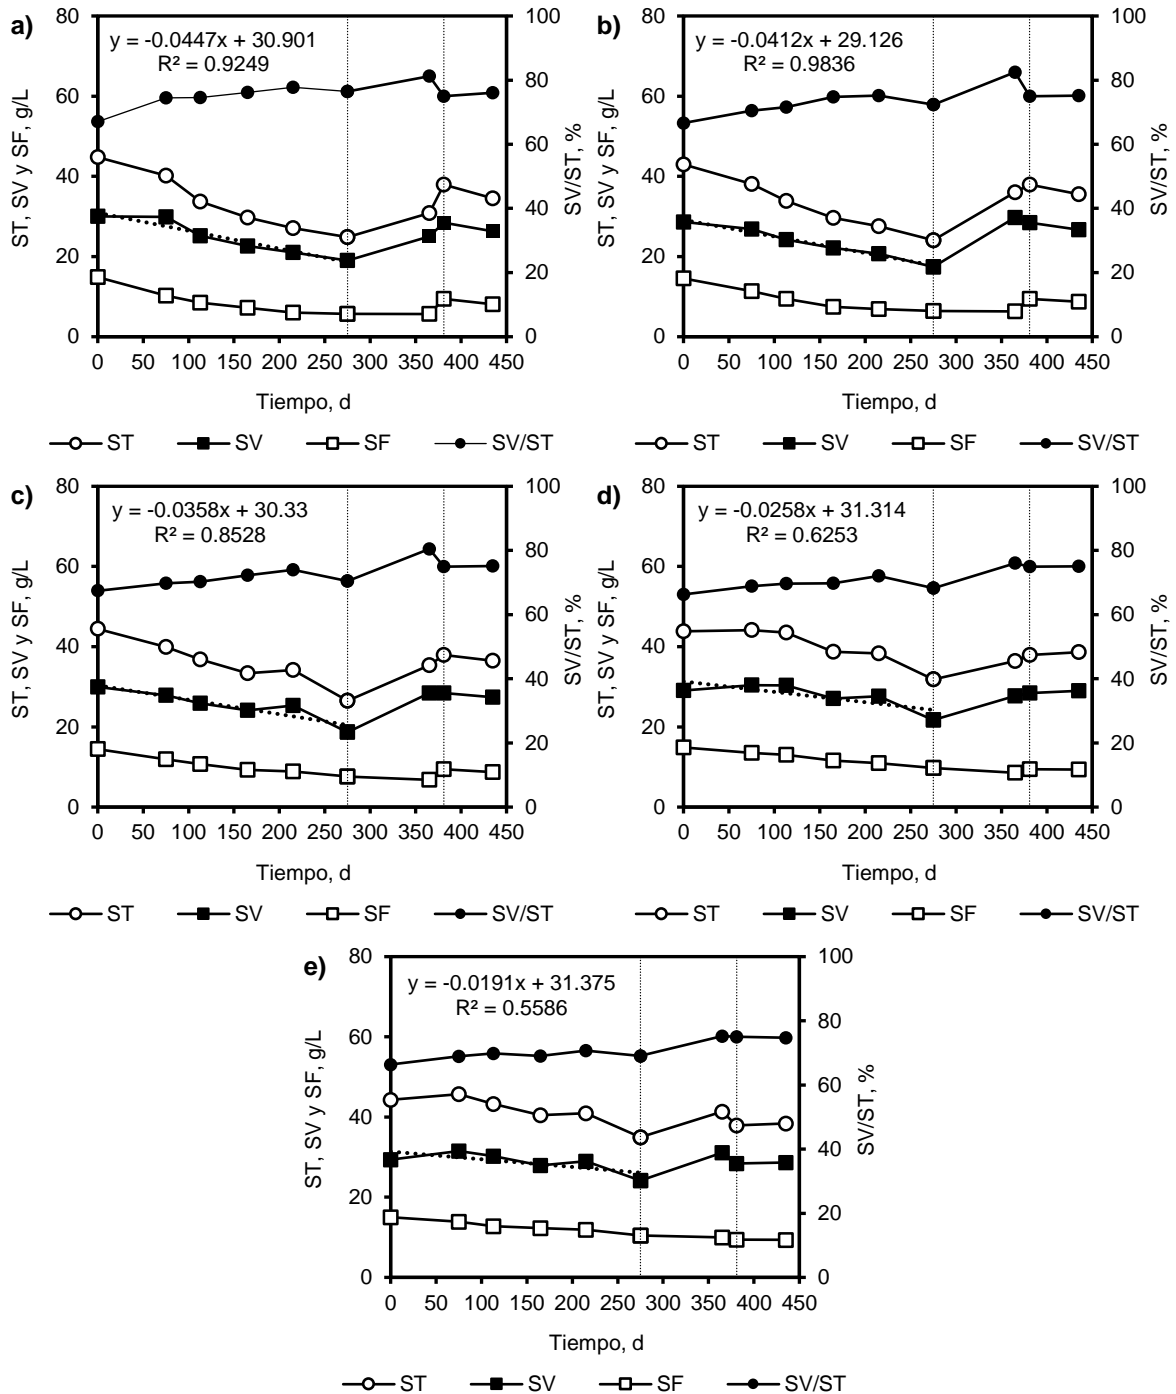 a)
y = -0.0447x + 30.901
R² = 0.9249
ST, SV y SF, g/L
80
60
40
20
0
100
80
60
40
20
0
SV/ST, %
0 50 100 150 200 250 300 350 400 450
Tiempo, d
ST SV SF SV/ST
b)
y = -0.0412x + 29.126
R² = 0.9836
ST, SV y SF, g/L
80
60
40
20
0
100
80
60
40
20
0
SV/ST, %
0 50 100 150 200 250 300 350 400 450
Tiempo, d
ST SV SF SV/ST
c)
y = -0.0358x + 30.33
R² = 0.8528
ST, SV y SF, g/L
80
60
40
20
0
100
80
60
40
20
0
SV/ST, %
0 50 100 150 200 250 300 350 400 450
Tiempo, d
ST SV SF SV/ST
d)
y = -0.0258x + 31.314
R² = 0.6253
ST, SV y SF, g/L
80
60
40
20
0
100
80
60
40
20
0
SV/ST, %
0 50 100 150 200 250 300 350 400 450
Tiempo, d
ST SV SF SV/ST
e)
y = -0.0191x + 31.375
R² = 0.5586
ST, SV y SF, g/L
80
60
40
20
0
100
80
60
40
20
0
SV/ST, %
0 50 100 150 200 250 300 350 400 450
Tiempo, d
ST SV SF SV/ST